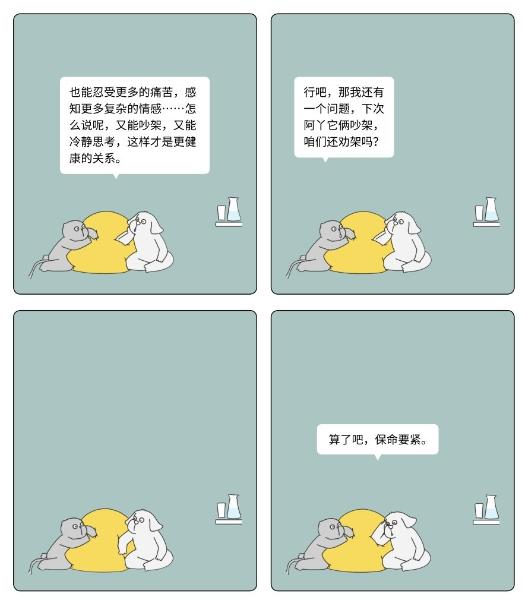 也能忍受更多的痛苦，感
知更多复杂的情感……怎
么说呢，又能吵架，又能
冷静思考，这样才是更健
康的关系。
行吧，那我还有
一个问题，下次
阿丫它俩吵架，
咱们还劝架吗？
算了吧，保命要紧。